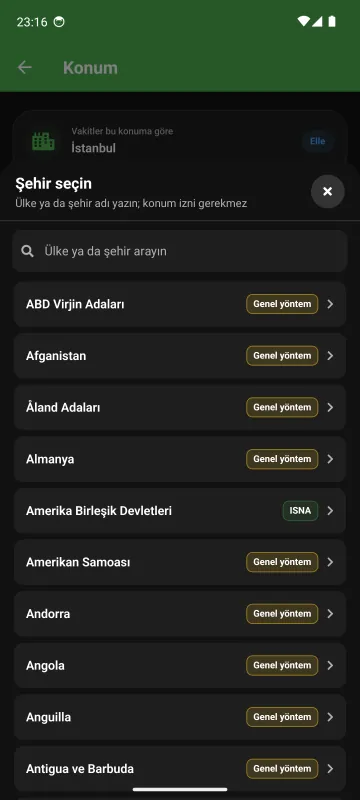 23:16
Konum
Vakitler bu konuma göre
İstanbul
Elle
Şehir seçin
Ülke ya da şehir adı yazın; konum izni gerekmez
Ülke ya da şehir arayın
ABD Virjin Adaları
Genel yöntem
Afganistan
Genel yöntem
Åland Adaları
Genel yöntem
Almanya
Genel yöntem
Amerika Birleşik Devletleri
ISNA
Amerikan Samoası
Genel yöntem
Andorra
Genel yöntem
Angola
Genel yöntem
Anguilla
Genel yöntem
Antigua ve Barbuda
Genel yöntem